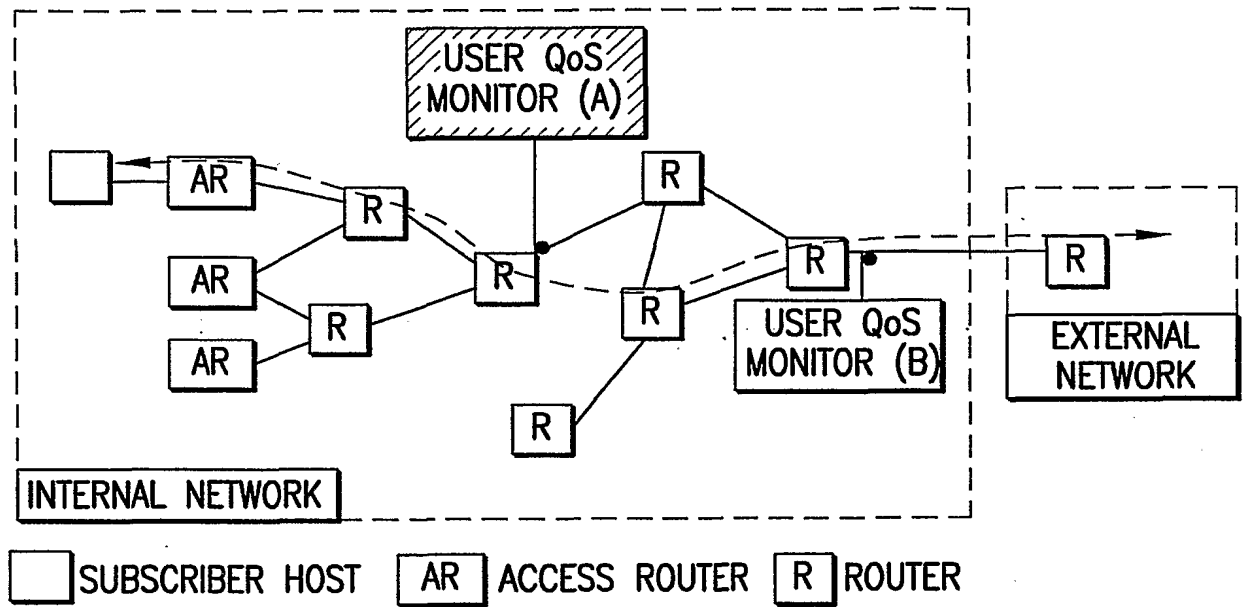 USER QoS
MONITOR (A)
R
AR
R
R
R
AR
R
R
USER QoS
MONITOR (B)
R
AR
EXTERNAL
NETWORK
R
INTERNAL NETWORK
SUBSCRIBER HOST
AR ACCESS ROUTER
R ROUTER